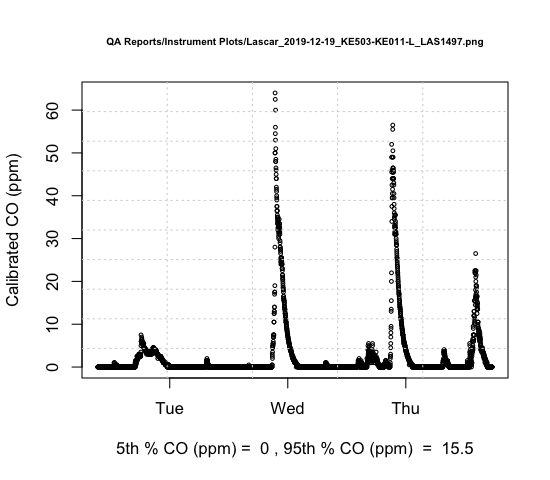 QA Reports/Instrument Plots/Lascar_2019-12-19_KE503-KE011-L_LAS1497.png
Calibrated CO (ppm)
60
50
40
30
20
10
0
Tue Wed Thu
5th % CO (ppm) = 0 , 95th % CO (ppm) = 15.5